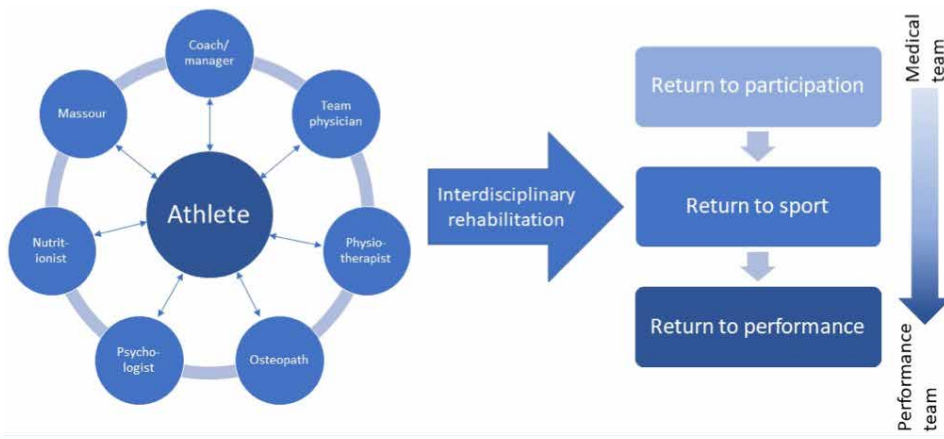 Coach/
manager
Team
physician
Physio-
therapist
Osteopath
Psycho-
logist
Nutrit-
ionist
Massour
Athlete
Interdisciplinary
rehabilitation
Return to participation
Return to sport
Return to performance
Medical
team
Performance
team